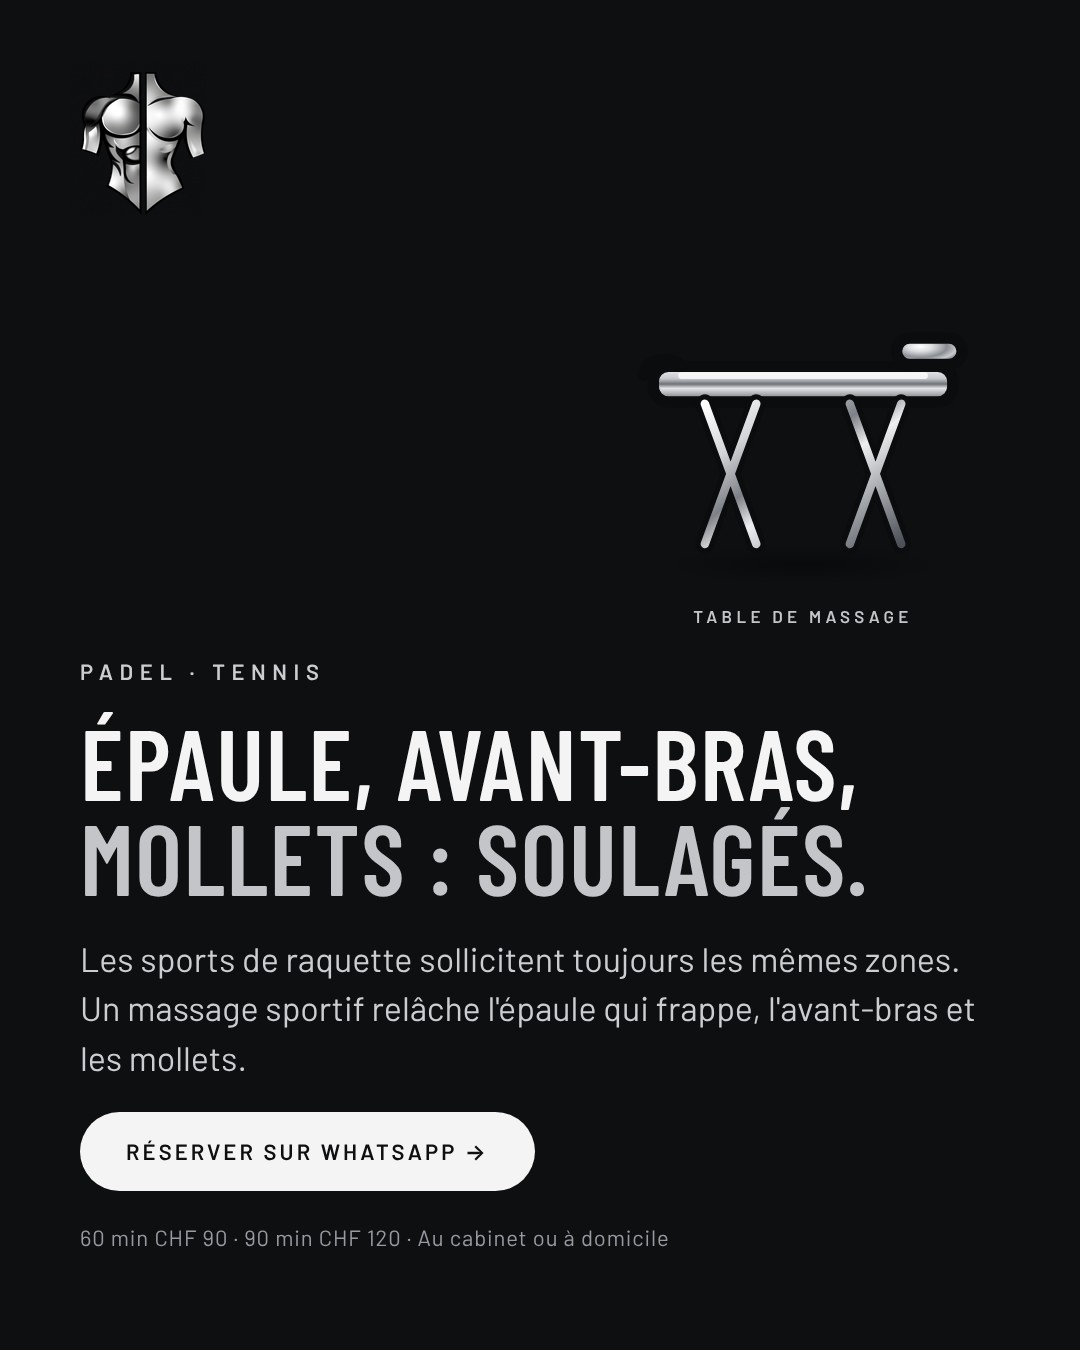 TABLE DE MASSAGE
PADEL · TENNIS
ÉPAULE, AVANT-BRAS,
MOLLETS : SOULAGÉS.
Les sports de raquette sollicitent toujours les mêmes zones.
Un massage sportif relâche l'épaule qui frappe, l'avant-bras et
les mollets.
RÉSERVER SUR WHATSAPP →
60 min CHF 90 · 90 min CHF 120 · Au cabinet ou à domicile